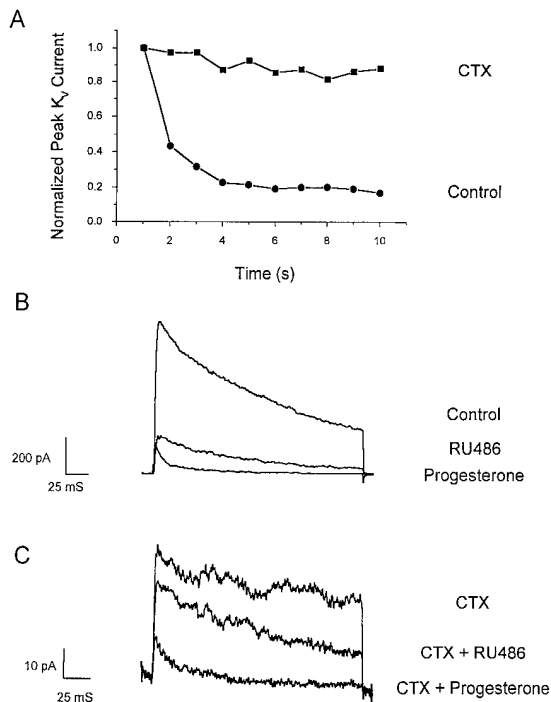 A
Normalized Peak KV Current
1.0
0.8
0.6
0.4
0.2
0.0
0
2
4
6
8
10
Time (s)
CTX
Control
B
200 pA
25 mS
Control
RU486
Progesterone
C
10 pA
25 mS
CTX
CTX + RU486
CTX + Progesterone